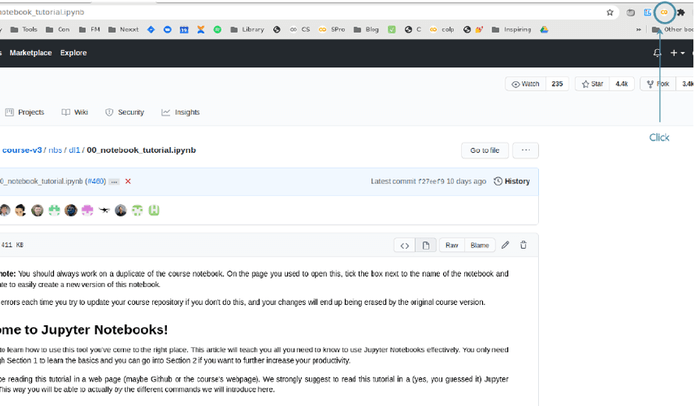 notebook_tutorial.ipynb
Tools Cen FM Nexxt Library CS SPro Blog C colp Inspiring » Other boo
Marketplace Explore
Watch 235 Star 4.4k Fork 3.4k
Projects Wiki Security Insights
Click
course-v3 / nbs / dl1 / 00_notebook_tutorial.ipynb Go to file ...
0_notebook_tutorial.ipynb (#460) ... Latest commit f27eef9 10 days ago History
411 KB <> Raw Blame
note: You should always work on a duplicate of the course notebook. On the page you used to open this, tick the box next to the name of the notebook and
ate to easily create a new version of this notebook.
errors each time you try to update your course repository if you don't do this, and your changes will end up being erased by the original course version.
ome to Jupyter Notebooks!
to learn how to use this tool you've come to the right place. This article will teach you all you need to know to use Jupyter Notebooks effectively. You only need
gh Section 1 to learn the basics and you can go into Section 2 if you want to further increase your productivity.
be reading this tutorial in a web page (maybe Github or the course's webpage). We strongly suggest to read this tutorial in a (yes, you guessed it) Jupyter
This way you will be able to actually try the different commands we will introduce here.